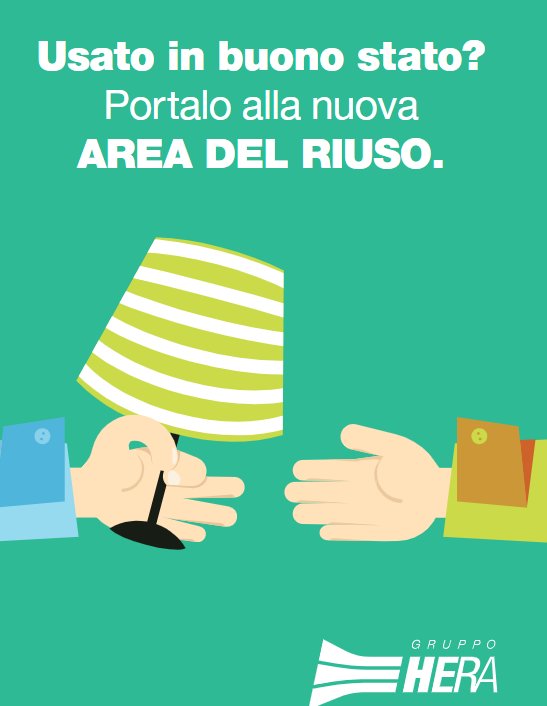 Usato in buono stato?
Portalo alla nuova
AREA DEL RIUSO.
GRUPPO
HERA